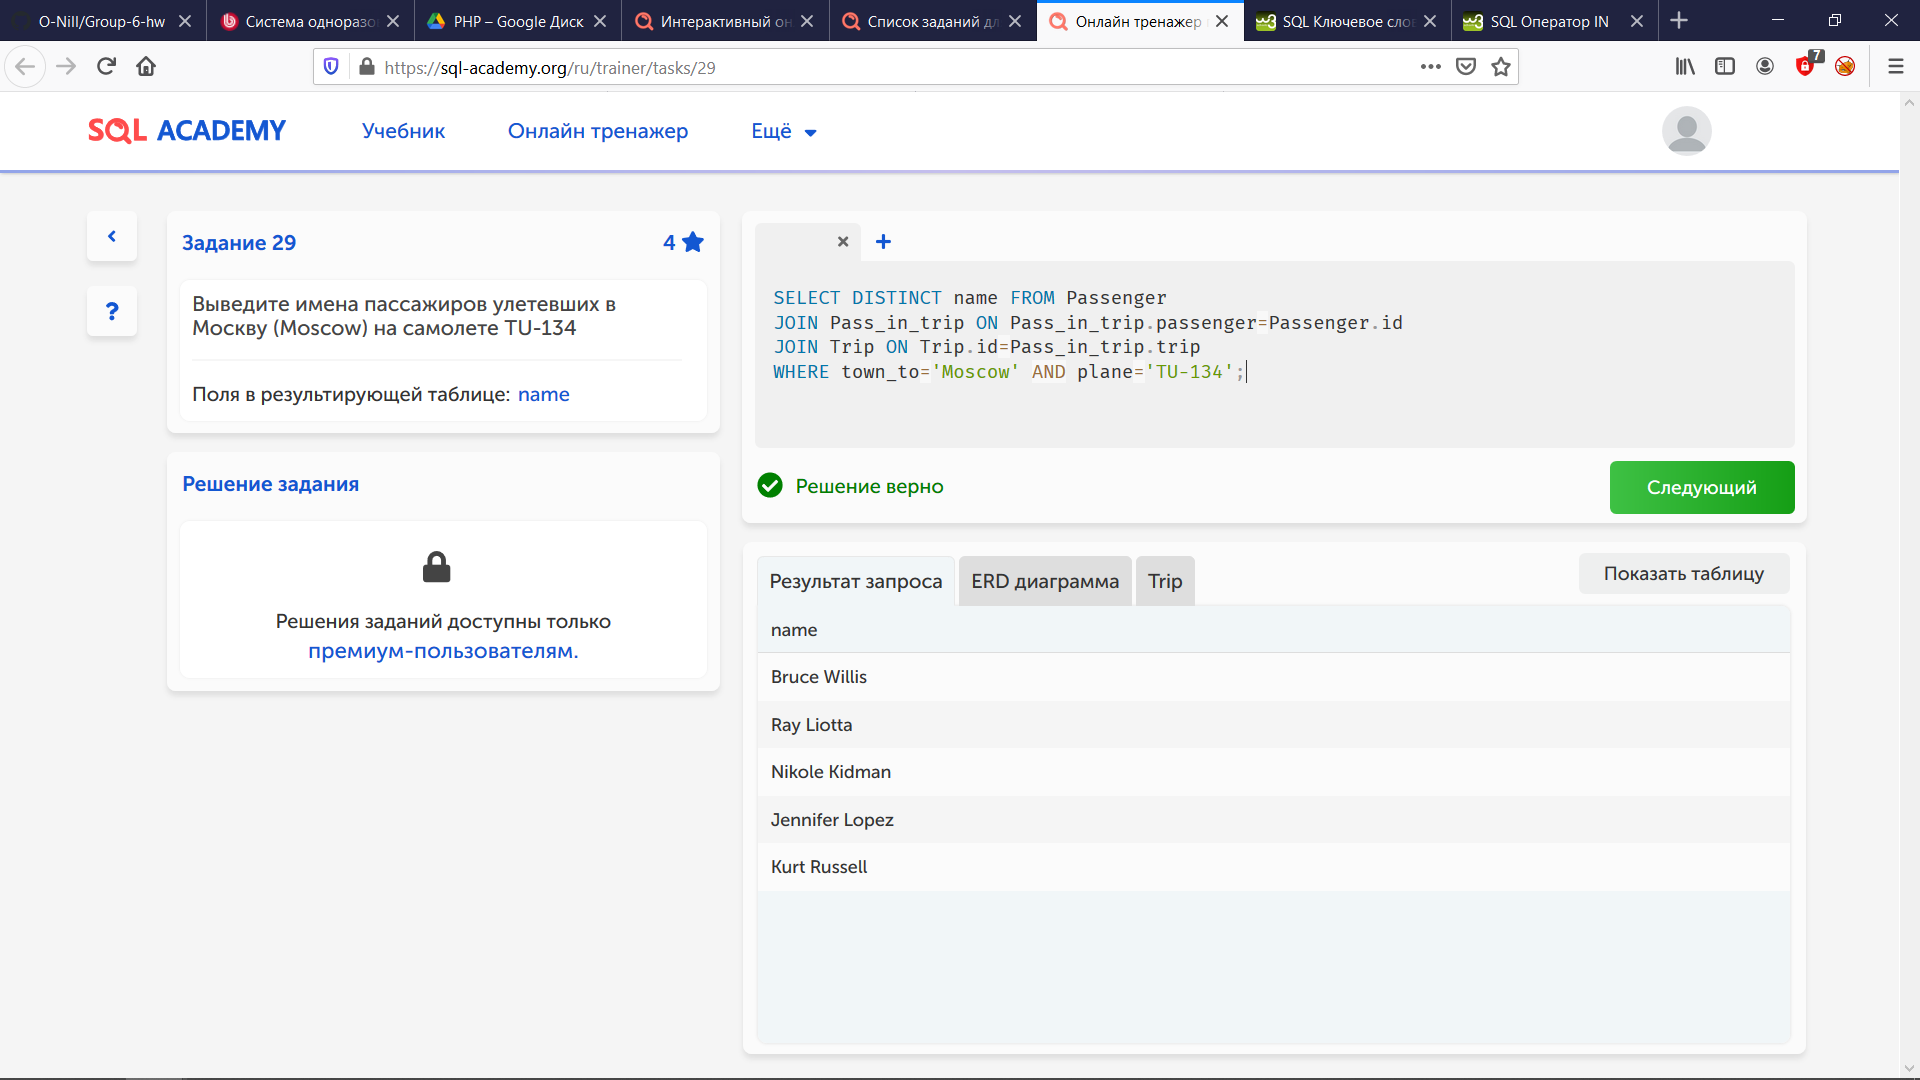 O-Nill/Group-6-hw
Система одноразо
PHP – Google Диск
Интерактивный он
Список заданий дл
Онлайн тренажер
SQL Ключевое сло
SQL Оператор IN
https://sql-academy.org/ru/trainer/tasks/29
7
SQL ACADEMY
Учебник
Онлайн тренажер
Ещё
Задание 29
4
Выведите имена пассажиров улетевших в
Москву (Moscow) на самолете TU-134
Поля в результирующей таблице: name
Решение задания
Решения заданий доступны только
премиум-пользователям.
SELECT DISTINCT name FROM Passenger
JOIN Pass_in_trip ON Pass_in_trip.passenger=Passenger.id
JOIN Trip ON Trip.id=Pass_in_trip.trip
WHERE town_to='Moscow' AND plane='TU-134';
Решение верно
Следующий
Результат запроса
ERD диаграмма
Trip
Показать таблицу
name
Bruce Willis
Ray Liotta
Nikole Kidman
Jennifer Lopez
Kurt Russell